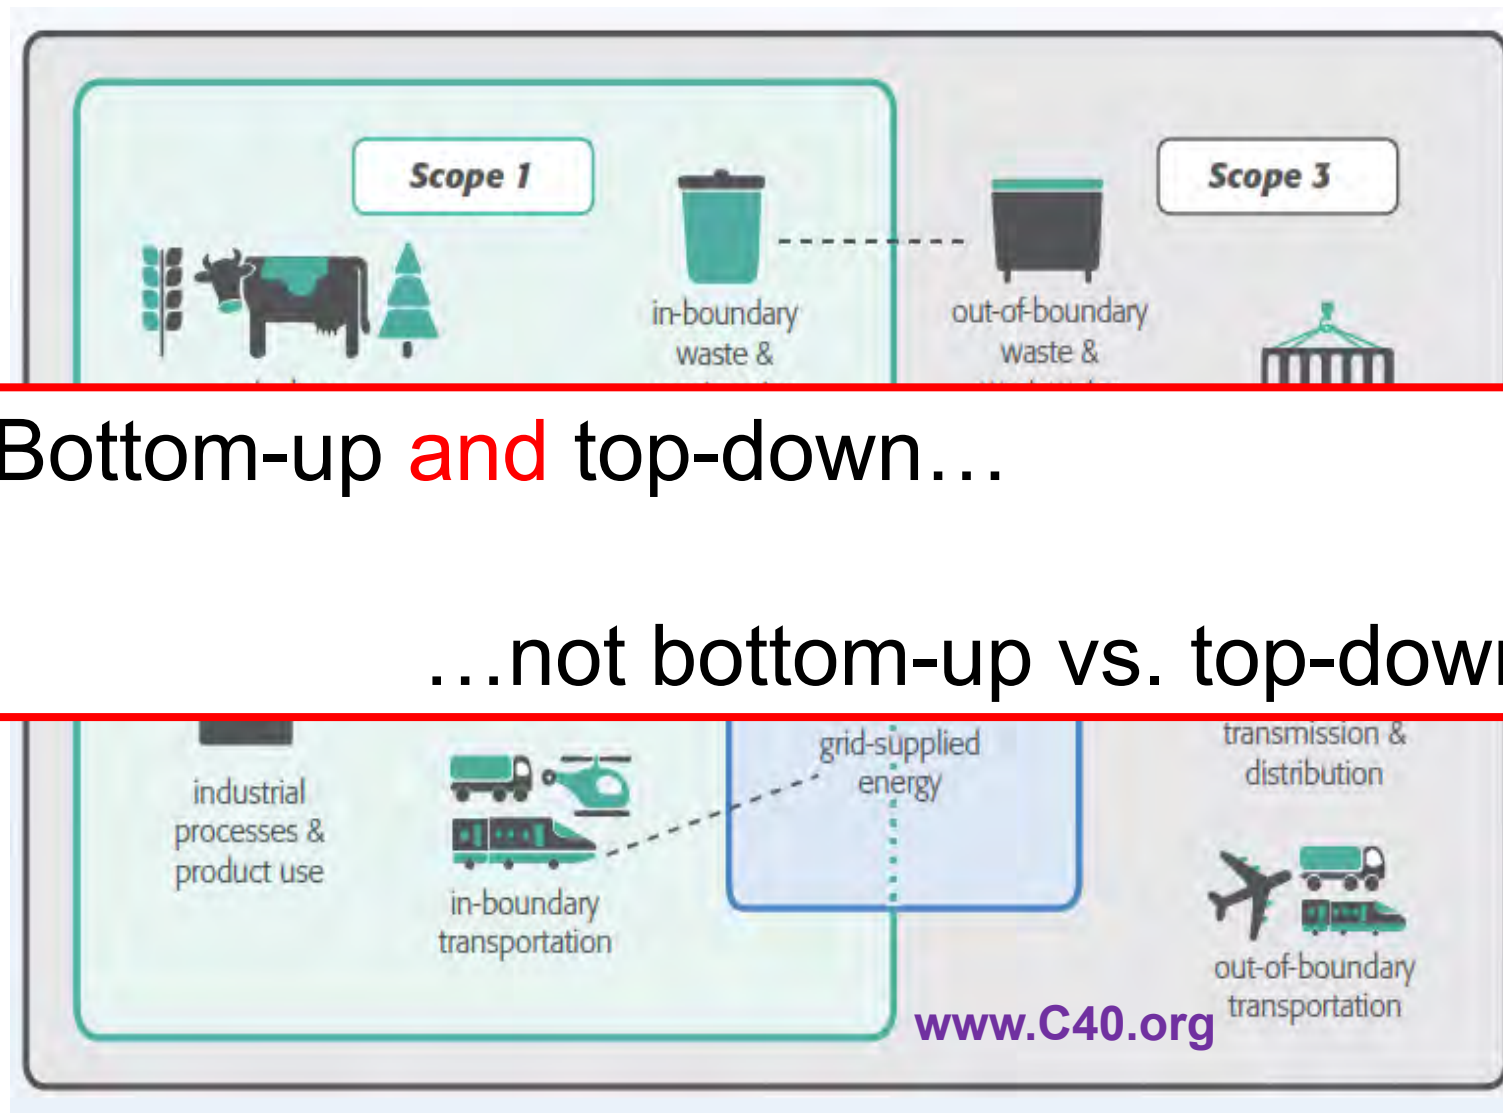 Scope 1
Scope 3
in-boundary
waste &
out-of-boundary
waste &
Bottom-up and top-down…
…not bottom-up vs. top-down
grid-supplied
energy
transmission &
distribution
industrial
processes &
product use
in-boundary
transportation
out-of-boundary
transportation
www.C40.org